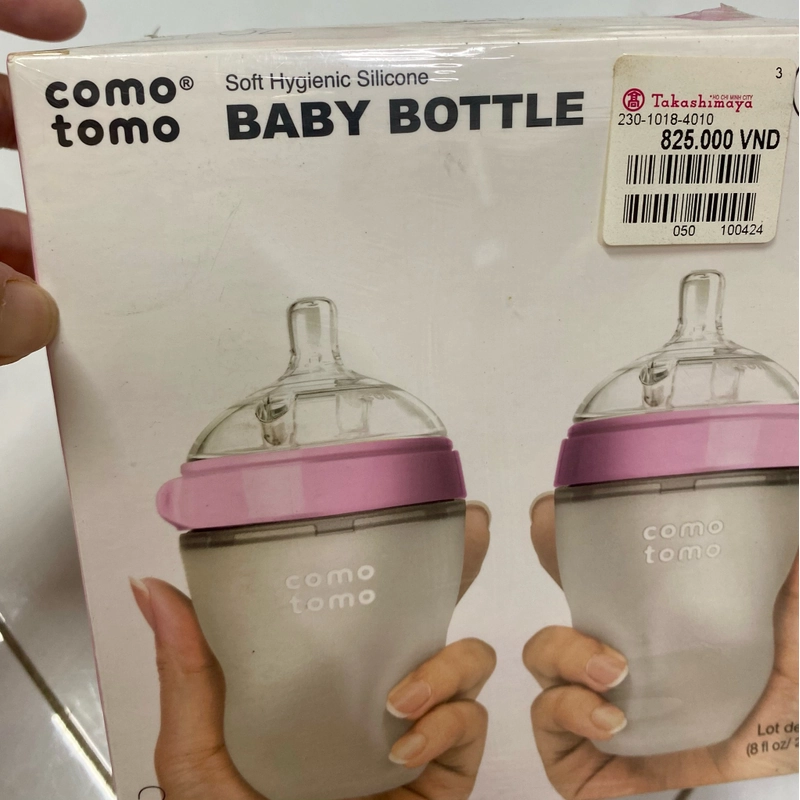 como®
tomo
Soft Hygienic Silicone
BABY BOTTLE
3
Takashimaya
HO CHI MINH CITY
230-1018-4010
825.000 VND
050 100424
como
tomo
como
tomo
Lot de
(8 fl oz/ 2